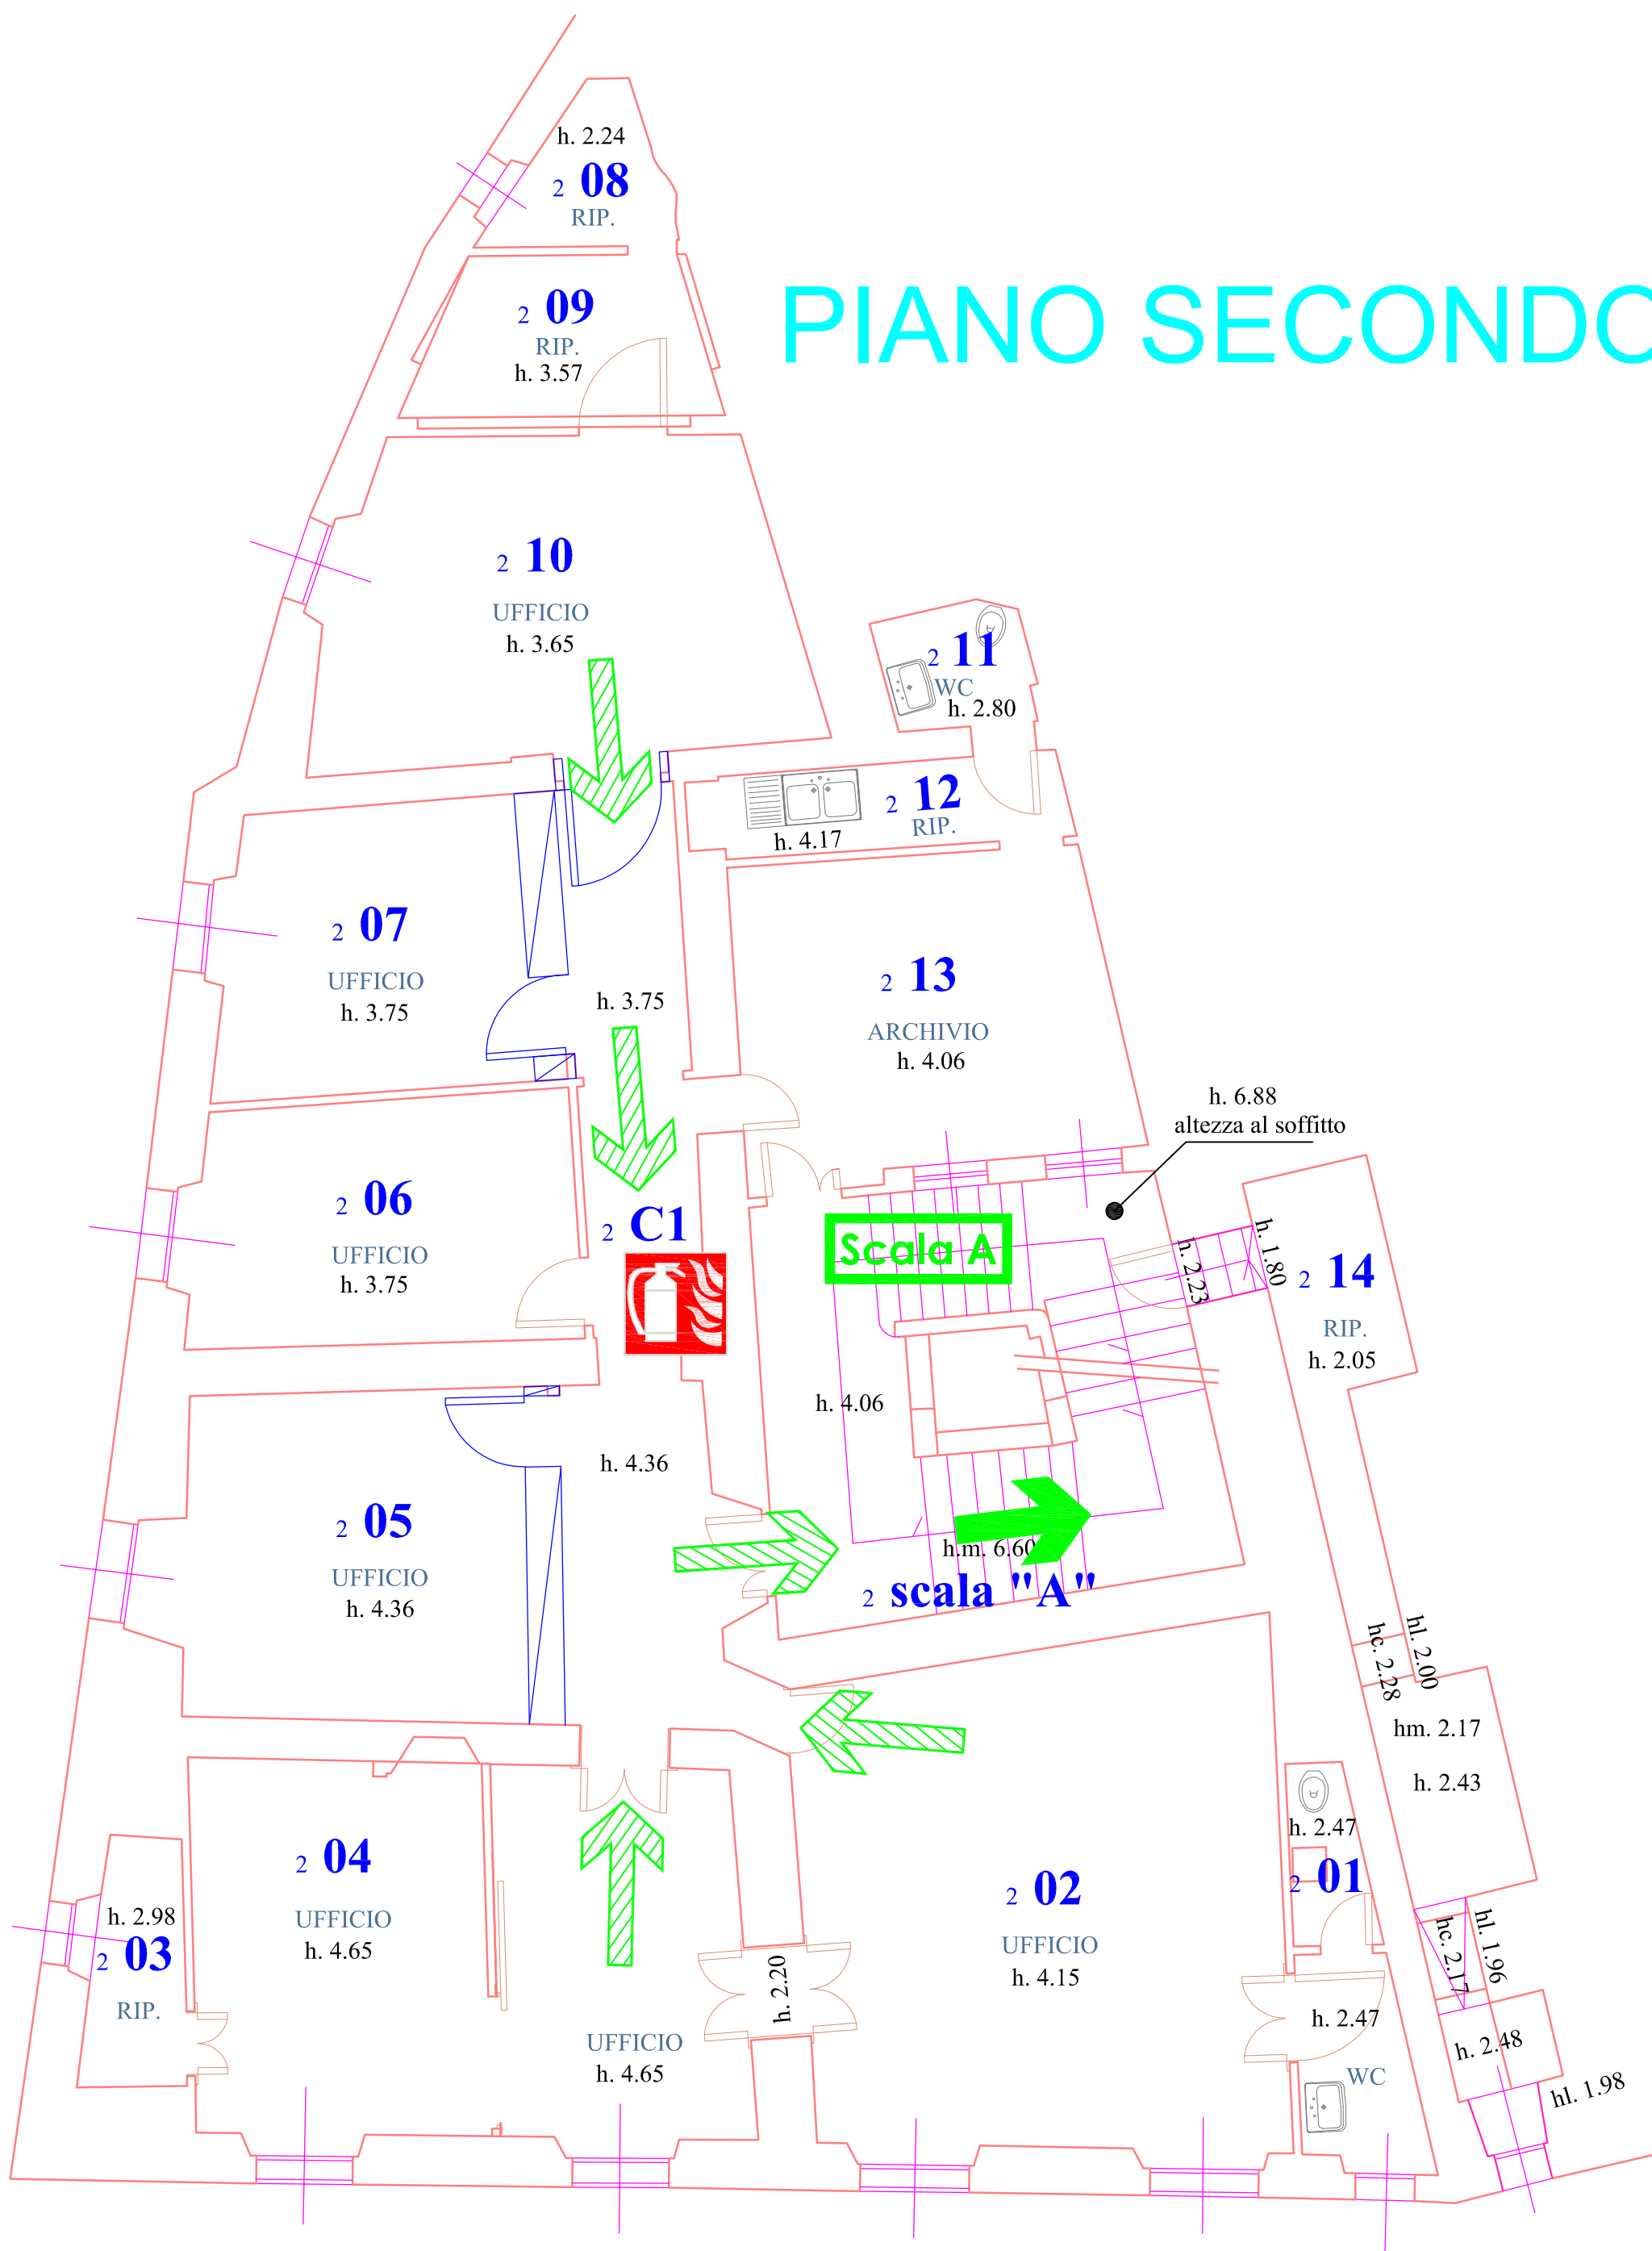 h. 2.24
2 08
RIP.
2 09
RIP.
h. 3.57
PIANO SECONDO
2 10
UFFICIO
h. 3.65
2 11
WC
h. 2.80
2 12
RIP.
h. 4.17
2 07
UFFICIO
h. 3.75
h. 3.75
2 13
ARCHIVIO
h. 4.06
h. 6.88
altezza al soffitto
2 06
UFFICIO
h. 3.75
2 C1
Scala A
h. 2.23
h. 1.80
2 14
RIP.
h. 2.05
h. 4.06
h. 4.36
2 05
UFFICIO
h. 4.36
h.m. 6.60
2 scala "A"
hc. 2.28
hl. 2.00
hm. 2.17
h. 2.43
2 04
UFFICIO
h. 4.65
h. 2.98
2 03
RIP.
2 02
UFFICIO
h. 4.15
h. 2.47
2 01
h. 2.20
hc. 2.17
hl. 1.96
h. 2.47
WC
UFFICIO
h. 4.65
h. 2.48
hl. 1.98